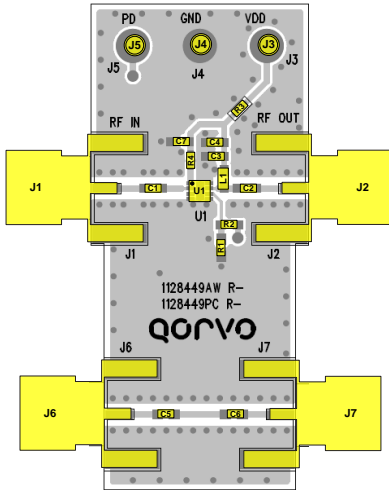 PD GND VDD
J5 J4 J3
J5 J4 J3
R3
RF IN RF OUT
C7 C4
C3
R4
L1
J1 C1 U1 C2 J2
U1
R2
R1
J1 J2
1128449AW R-
1128449PC R-
QORVO
J6 J7
J6 C5 C6 J7